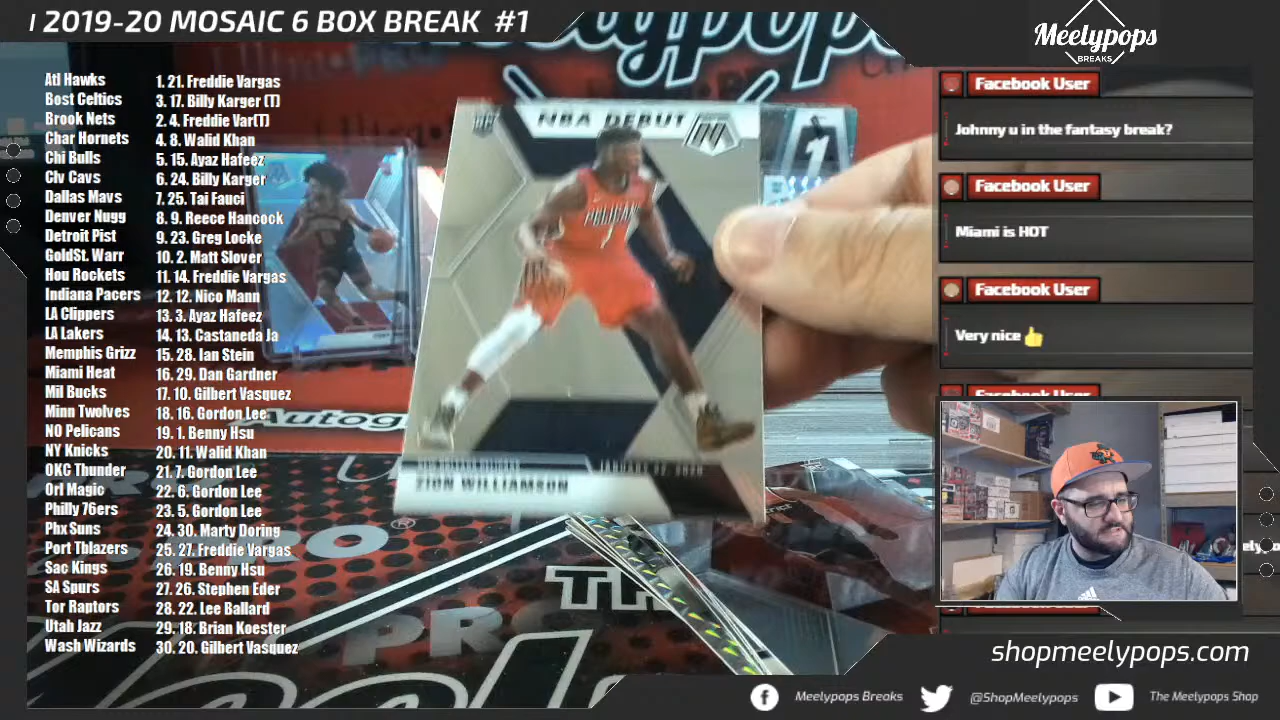 2019-20 MOSAIC 6 BOX BREAK #1
Meelypops
BREAKS
Atl Hawks 1. 21. Freddie Vargas
Bost Celtics 3. 17. Billy Karger (T)
Brook Nets 2. 4. Freddie Var(T)
Char Hornets 4. 8. Walid Khan
Chi Bulls 5. 15. Ayaz Hafeez
Clv Cavs 6. 24. Billy Karger
Dallas Mavs 7. 25. Tai Fauci
Denver Nugg 8. 9. Reece Hancock
Detroit Pist 9. 23. Greg Locke
GoldSt. Warr 10. 2. Matt Slover
Hou Rockets 11. 14. Freddie Vargas
Indiana Pacers 12. 12. Nico Mann
LA Clippers 13. 3. Ayaz Hafeez
LA Lakers 14. 13. Castaneda Ja
Memphis Grizz 15. 28. Ian Stein
Miami Heat 16. 29. Dan Gardner
Mil Bucks 17. 10. Gilbert Vasquez
Minn Twolves 18. 16. Gordon Lee
NO Pelicans 19. 1. Benny Hsu
NY Knicks 20. 11. Walid Khan
OKC Thunder 21. 7. Gordon Lee
Orl Magic 22. 6. Gordon Lee
Philly 76ers 23. 5. Gordon Lee
Phx Suns 24. 30. Marty Doring
Port Tblazers 25. 27. Freddie Vargas
Sac Kings 26. 19. Benny Hsu
SA Spurs 27. 26. Stephen Eder
Tor Raptors 28. 22. Lee Ballard
Utah Jazz 29. 18. Brian Koester
Wash Wizards 30. 20. Gilbert Vasquez
NBA DEBUT
PELICANS
1
ZION WILLIAMSON
Autog
PRO
TH
PRO
Facebook User
Johnny u in the fantasy break?
Facebook User
Miami is HOT
Facebook User
Very nice👍
Facebook User
shopmeelypops.com
Meelypops Breaks
@ShopMeelypops
The Meelypops Shop